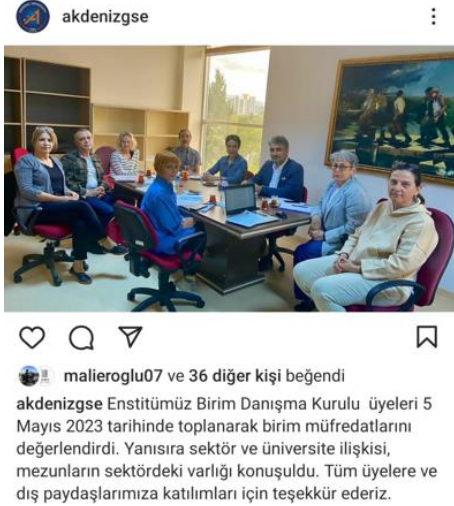 akdenizgse
malieroglu07 ve 36 diğer kişi beğendi
akdenizgse Enstitümüz Birim Danışma Kurulu üyeleri 5
Mayıs 2023 tarihinde toplanarak birim müfredatlarını
değerlendirdi. Yanısıra sektör ve üniversite ilişkisi,
mezunların sektördeki varlığı konuşuldu. Tüm üyelere ve
dış paydaşlarımıza katılımları için teşekkür ederiz.